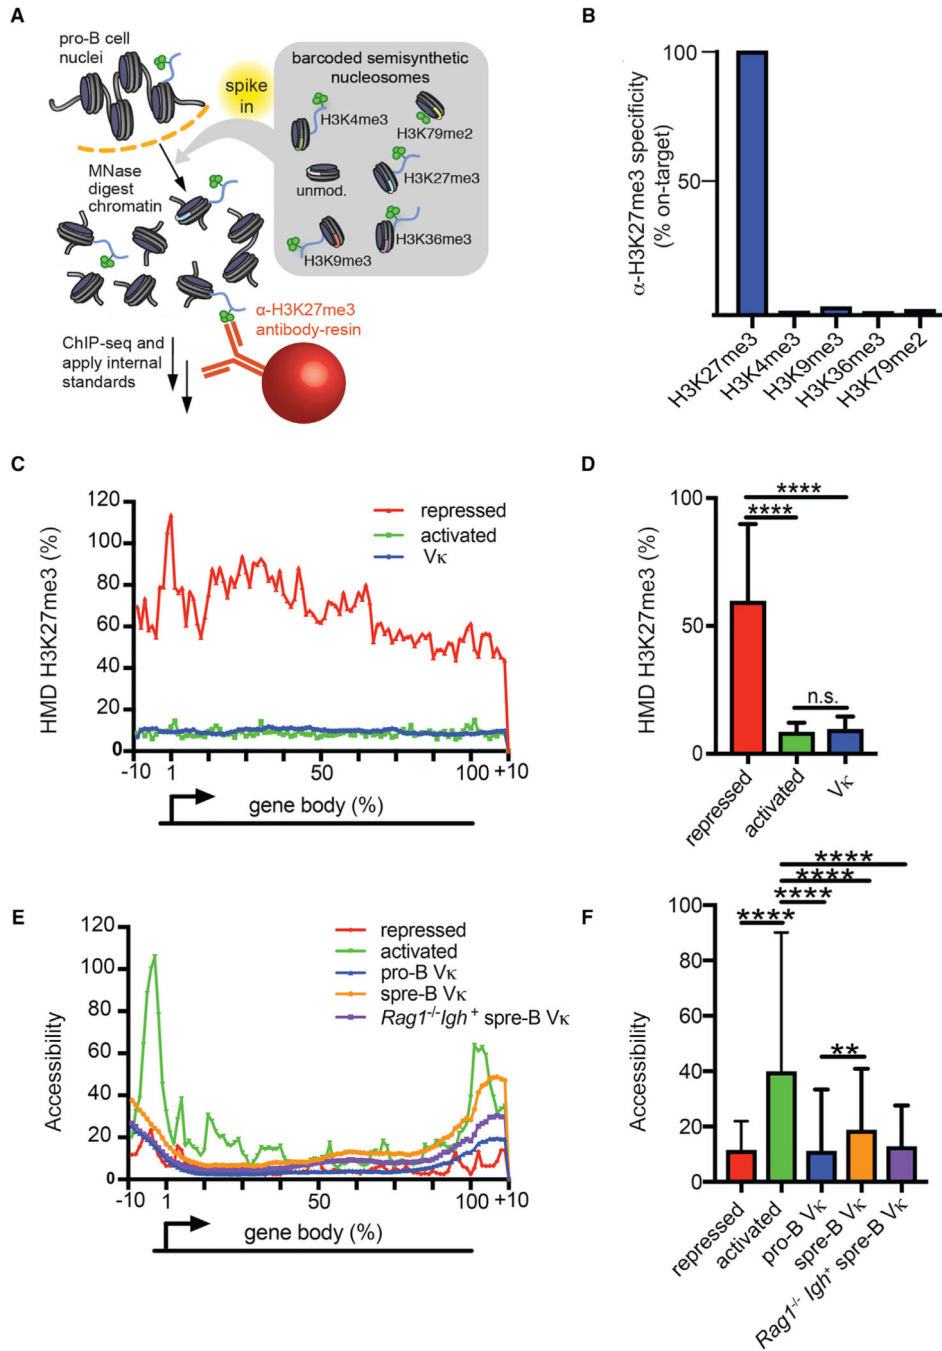 A
pro-B cell
nuclei
spike
in
barcoded semisynthetic
nucleosomes
H3K4me3
H3K79me2
unmod.
H3K27me3
H3K9me3
H3K36me3
MNase
digest
chromatin
α-H3K27me3
antibody-resin
ChIP-seq and
apply internal
standards
B
α-H3K27me3 specificity
(% on-target)
100
50
H3K27me3
H3K4me3
H3K9me3
H3K36me3
H3K79me2
C
HMD H3K27me3 (%)
120
100
80
60
40
20
0
repressed
activated
Vκ
-10 1 50 100 +10
gene body (%)
D
HMD H3K27me3 (%)
100
50
0
****
****
n.s.
repressed
activated
Vκ
E
Accessibility
120
100
80
60
40
20
0
repressed
activated
pro-B Vκ
spre-B Vκ
Rag1-/-Igh+ spre-B Vκ
-10 1 50 100 +10
gene body (%)
F
Accessibility
100
80
60
40
20
0
****
****
****
****
**
repressed
activated
pro-B Vκ
spre-B Vκ
Rag1-/- Igh+ spre-B Vκ